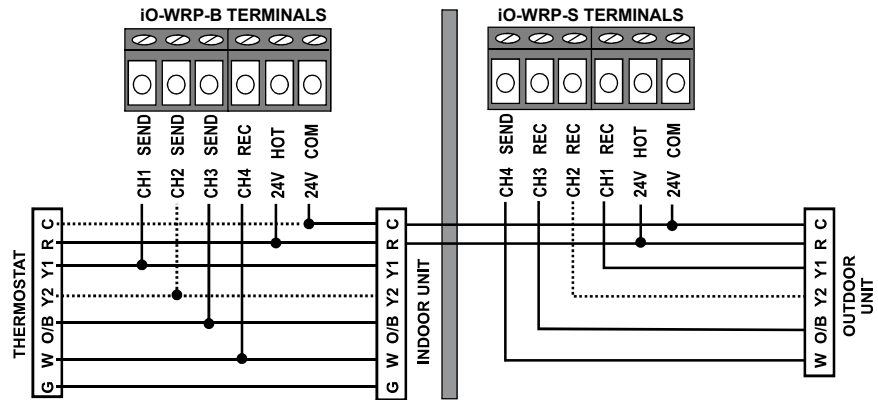 iO-WRP-B TERMINALS
CH1 SEND
CH2 SEND
CH3 SEND
CH4 REC
24V HOT
24V COM
iO-WRP-S TERMINALS
CH4 SEND
CH3 REC
CH2 REC
CH1 REC
24V HOT
24V COM
THERMOSTAT
C
R
Y1
Y2
O/B
W
G
C
R
Y1
Y2
O/B
W
G
INDOOR UNIT
C
R
Y1
Y2
O/B
W
OUTDOOR
UNIT